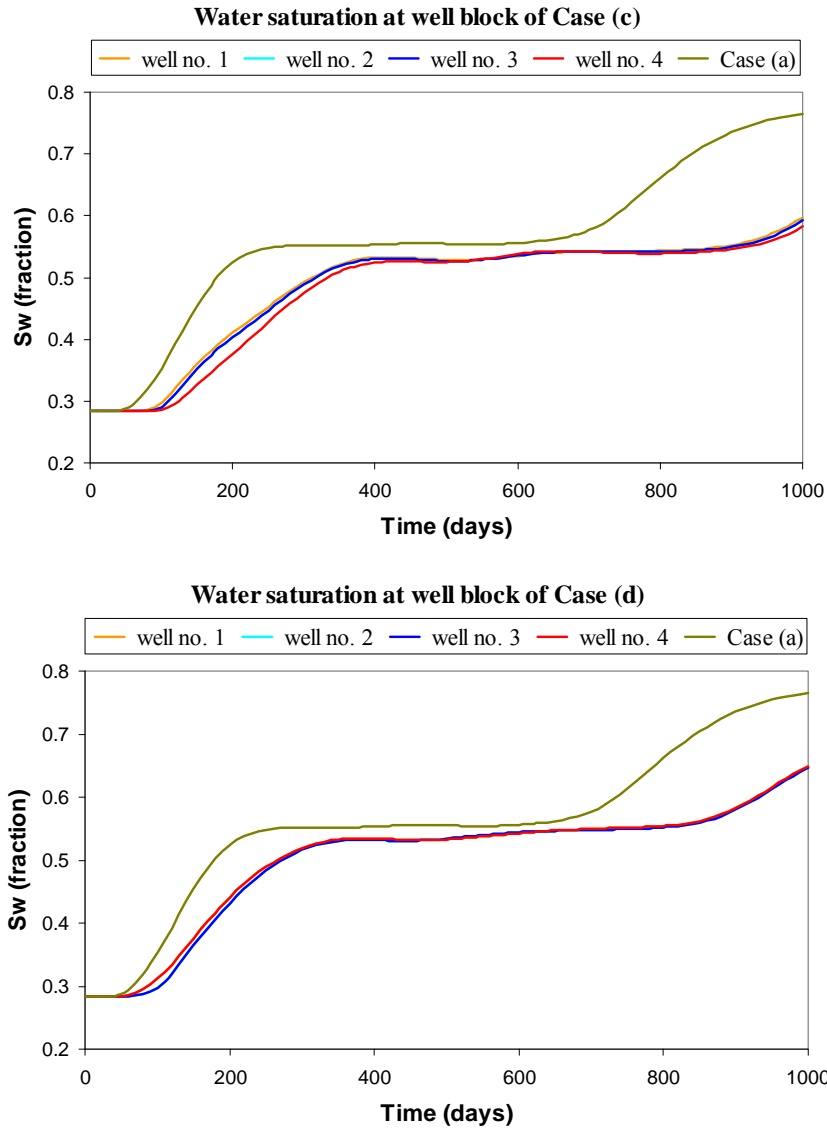 Water saturation at well block of Case (c)
well no. 1 well no. 2 well no. 3 well no. 4 Case (a)
0.8
0.7
0.6
0.5
0.4
0.3
0.2
Sw (fraction)
0 200 400 600 800 1000
Time (days)
Water saturation at well block of Case (d)
well no. 1 well no. 2 well no. 3 well no. 4 Case (a)
0.8
0.7
0.6
0.5
0.4
0.3
0.2
Sw (fraction)
0 200 400 600 800 1000
Time (days)